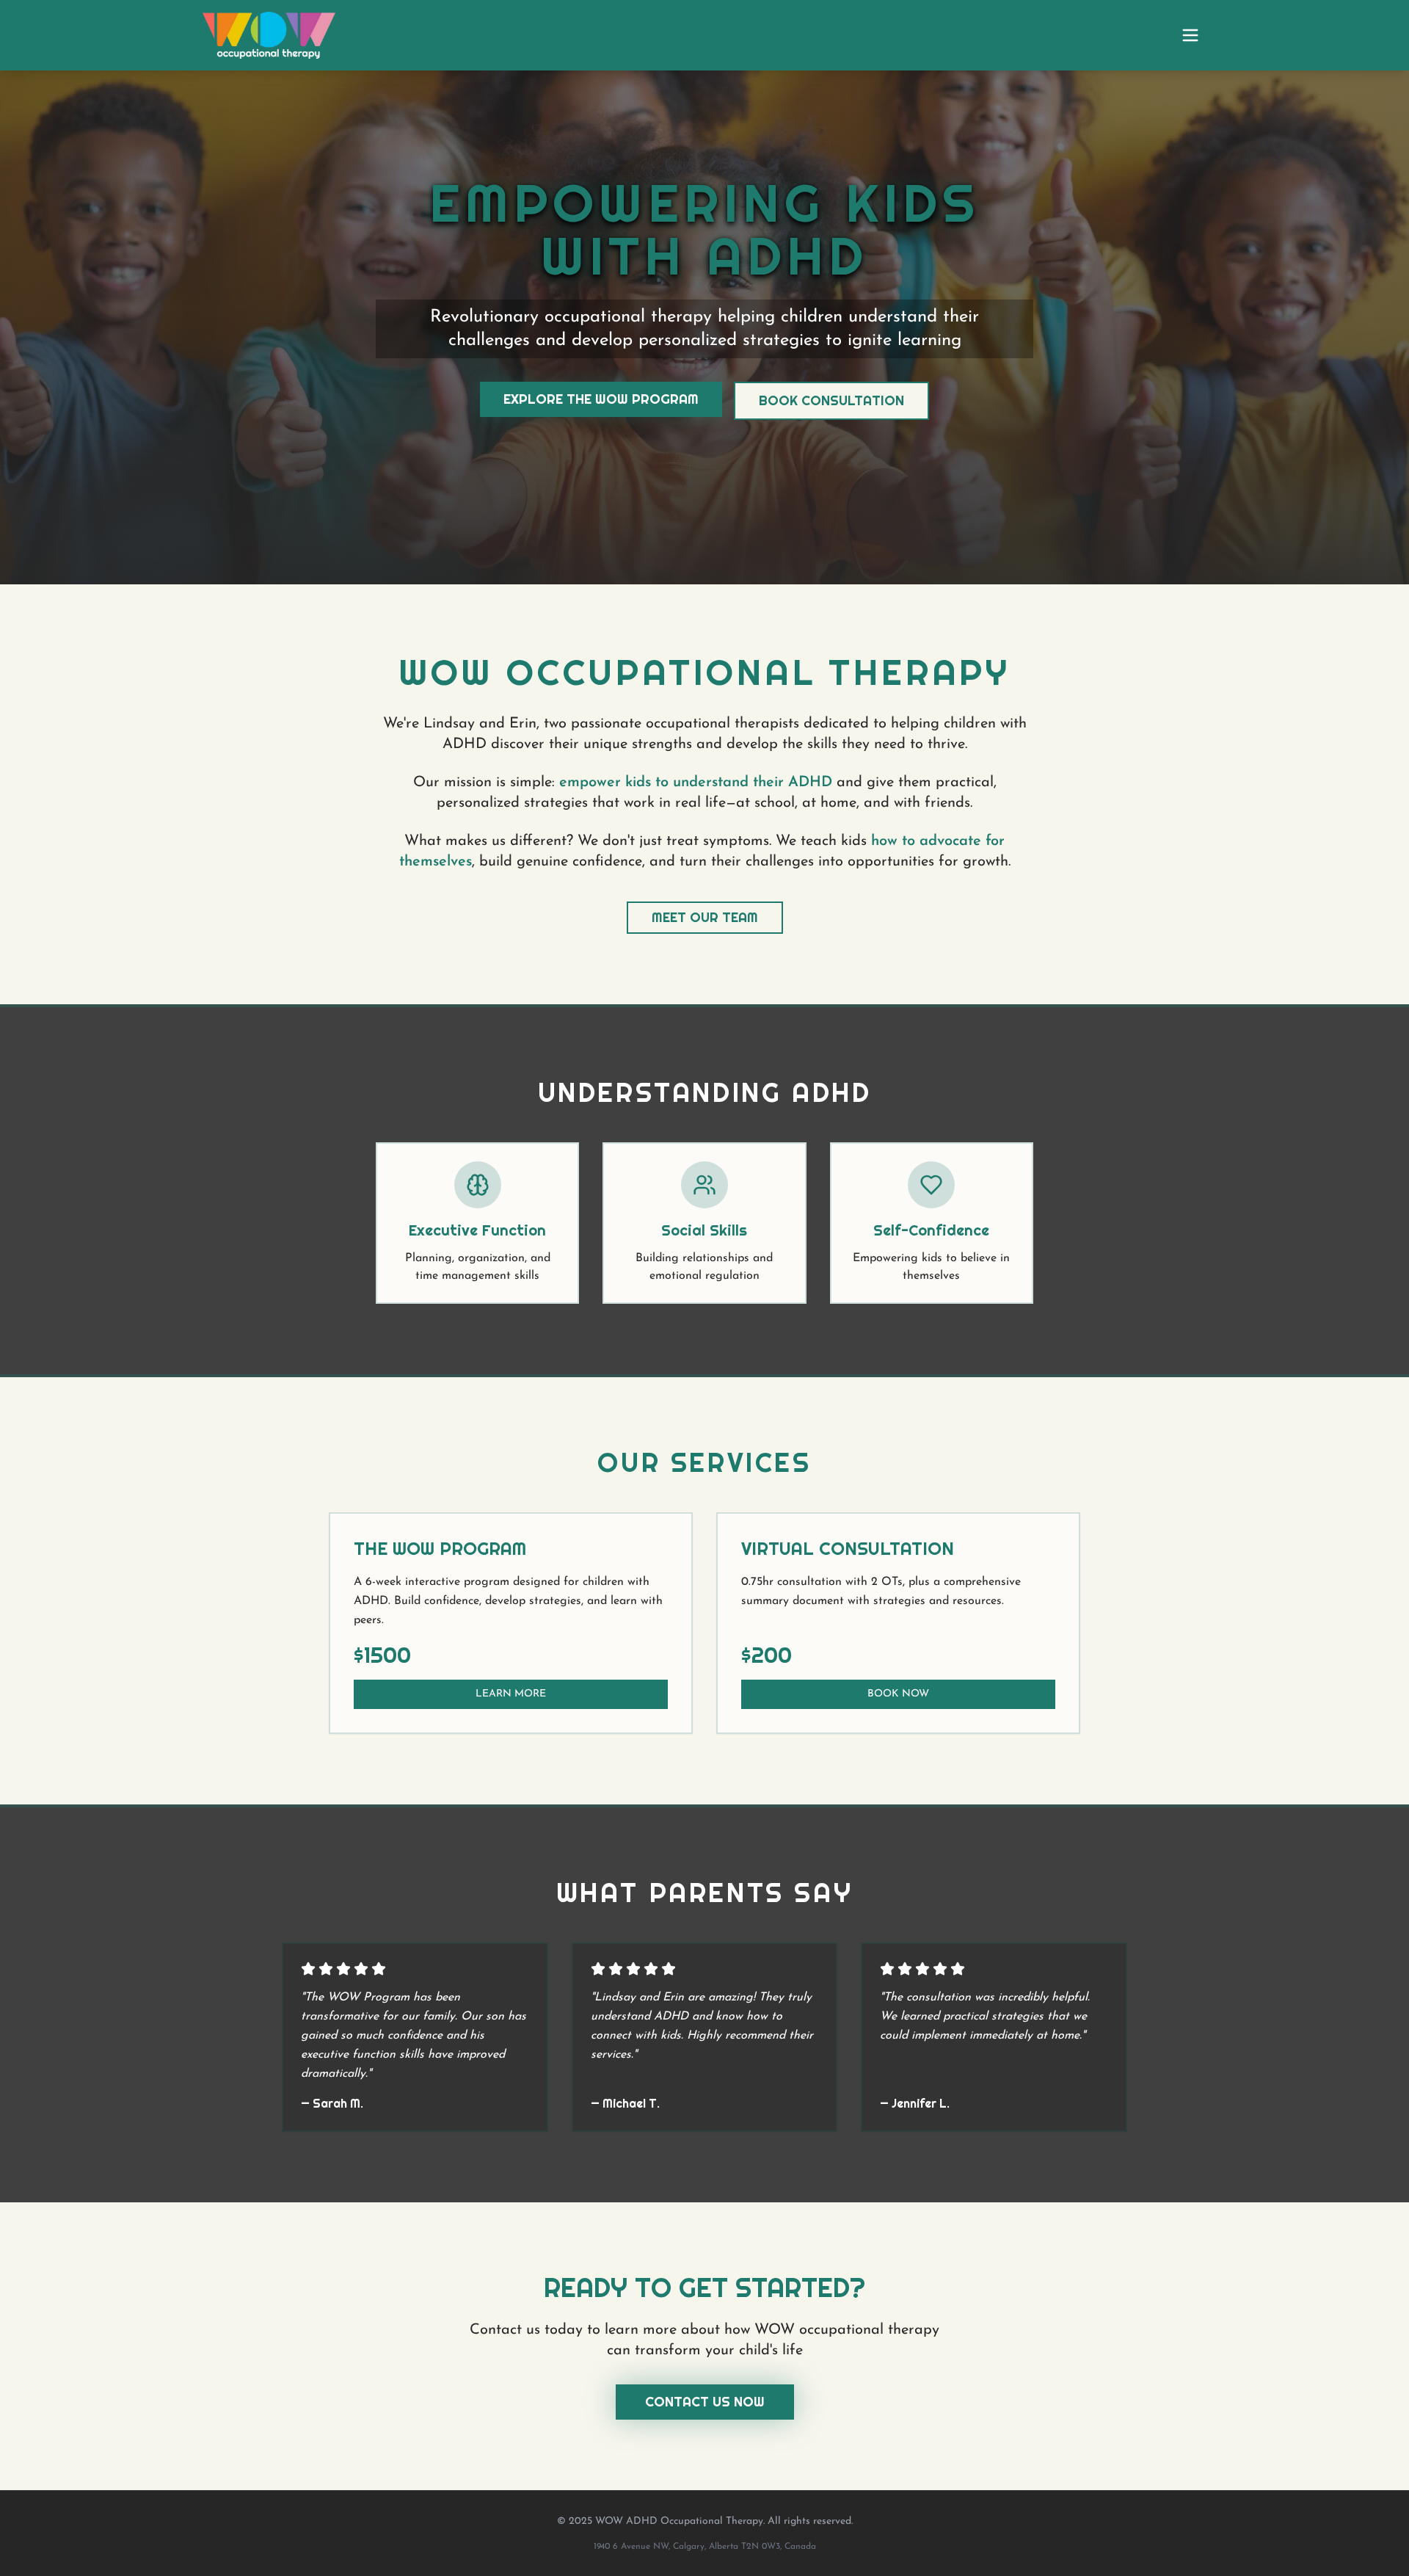 WOW
occupational therapy
EMPOWERING KIDS
WITH ADHD
Revolutionary occupational therapy helping children understand their
challenges and develop personalized strategies to ignite learning
EXPLORE THE WOW PROGRAM
BOOK CONSULTATION
WOW OCCUPATIONAL THERAPY
We're Lindsay and Erin, two passionate occupational therapists dedicated to helping children with
ADHD discover their unique strengths and develop the skills they need to thrive.
Our mission is simple: empower kids to understand their ADHD and give them practical,
personalized strategies that work in real life—at school, at home, and with friends.
What makes us different? We don't just treat symptoms. We teach kids how to advocate for
themselves, build genuine confidence, and turn their challenges into opportunities for growth.
MEET OUR TEAM
UNDERSTANDING ADHD
Executive Function
Planning, organization, and
time management skills
Social Skills
Building relationships and
emotional regulation
Self-Confidence
Empowering kids to believe in
themselves
OUR SERVICES
THE WOW PROGRAM
A 6-week interactive program designed for children with
ADHD. Build confidence, develop strategies, and learn with
peers.
$1500
LEARN MORE
VIRTUAL CONSULTATION
0.75hr consultation with 2 OTs, plus a comprehensive
summary document with strategies and resources.
$200
BOOK NOW
WHAT PARENTS SAY
"The WOW Program has been
transformative for our family. Our son has
gained so much confidence and his
executive function skills have improved
dramatically."
— Sarah M.
"Lindsay and Erin are amazing! They truly
understand ADHD and know how to
connect with kids. Highly recommend their
services."
— Michael T.
"The consultation was incredibly helpful.
We learned practical strategies that we
could implement immediately at home."
— Jennifer L.
READY TO GET STARTED?
Contact us today to learn more about how WOW occupational therapy
can transform your child's life
CONTACT US NOW
© 2025 WOW ADHD Occupational Therapy. All rights reserved.
1940 6 Avenue NW, Calgary, Alberta T2N 0W3, Canada